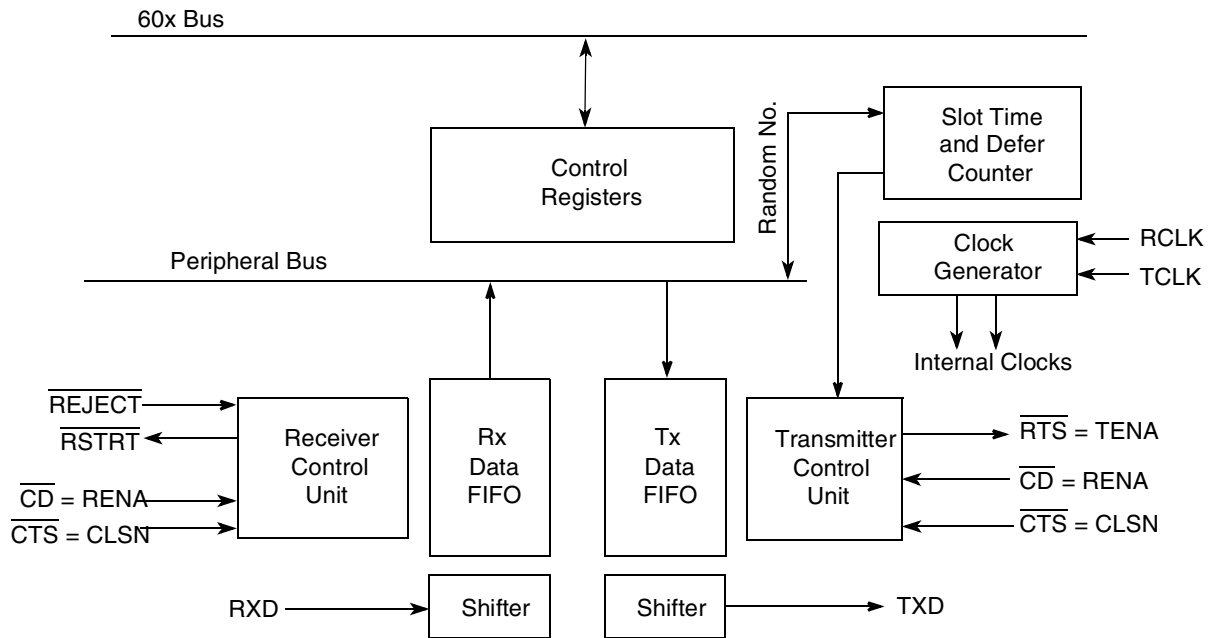 60x Bus
Control
Registers
Random No.
Slot Time
and Defer
Counter
Clock
Generator
RCLK
TCLK
Internal Clocks
Peripheral Bus
REJECT
RSTRT
CD = RENA
CTS = CLSN
Receiver
Control
Unit
Rx
Data
FIFO
Tx
Data
FIFO
Transmitter
Control
Unit
RTS = TENA
CD = RENA
CTS = CLSN
RXD
Shifter
Shifter
TXD